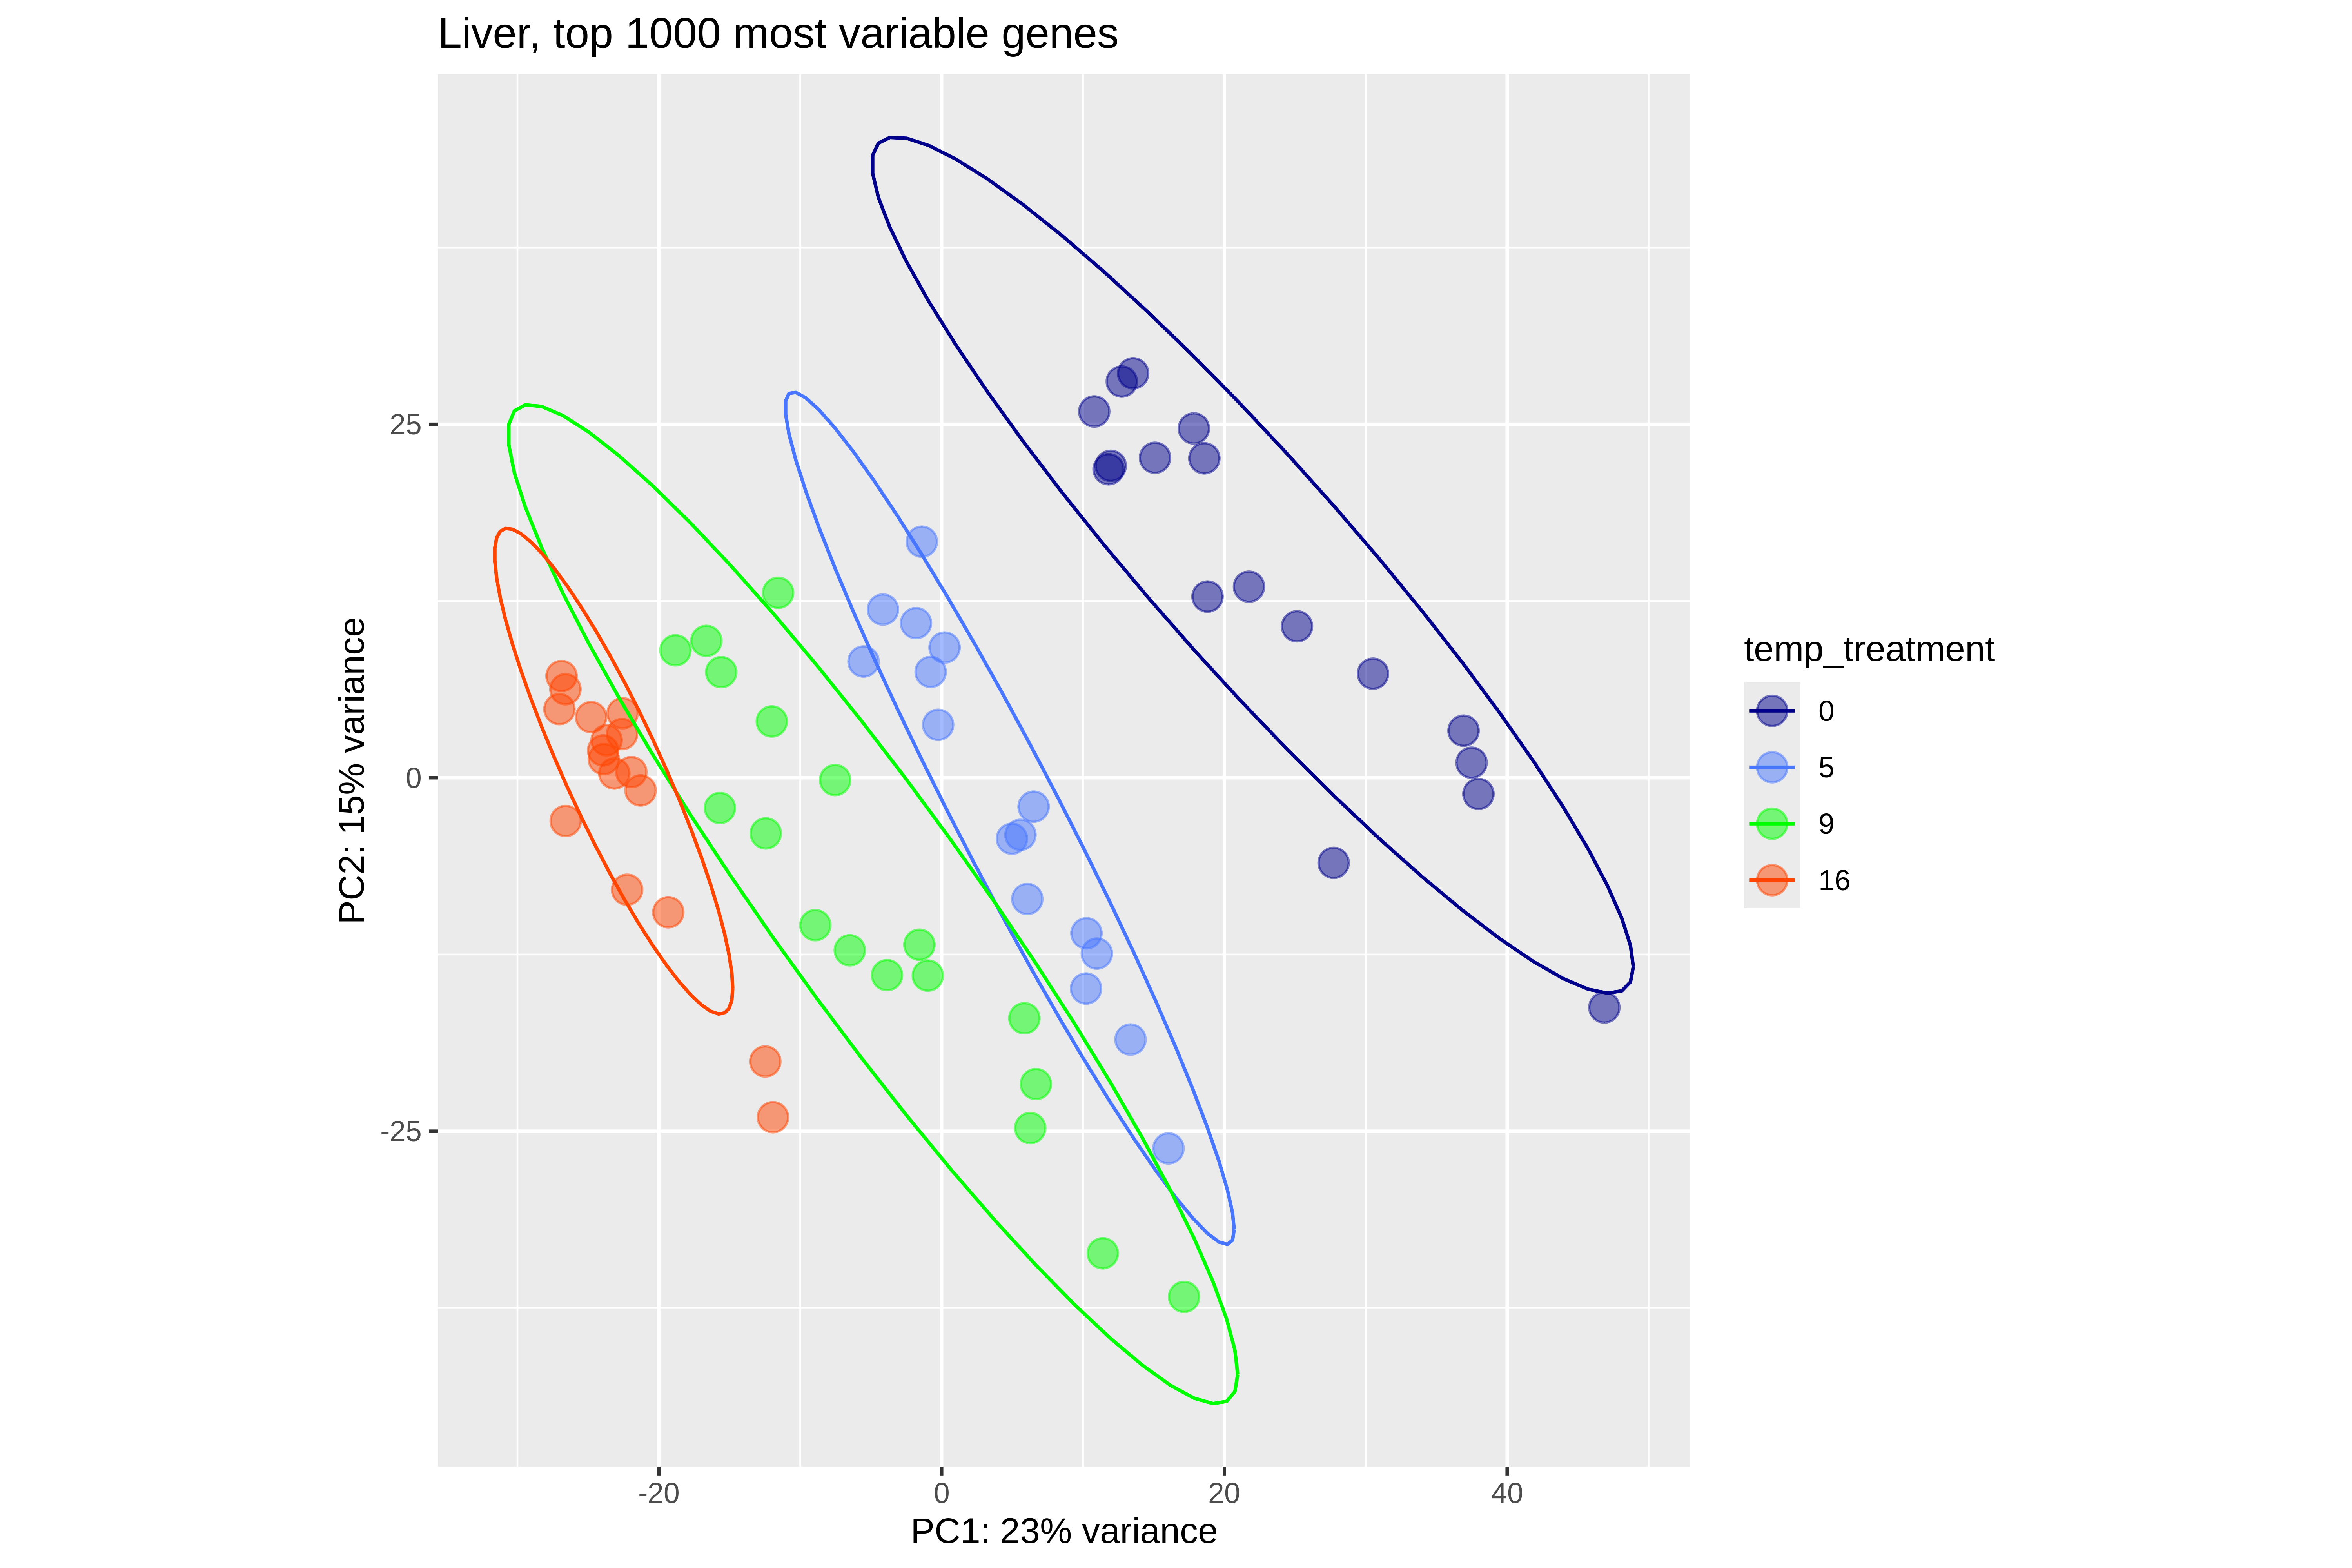 Liver, top 1000 most variable genes
PC2: 15% variance
25
0
-25
-20
0
20
40
PC1: 23% variance
temp_treatment
0
5
9
16